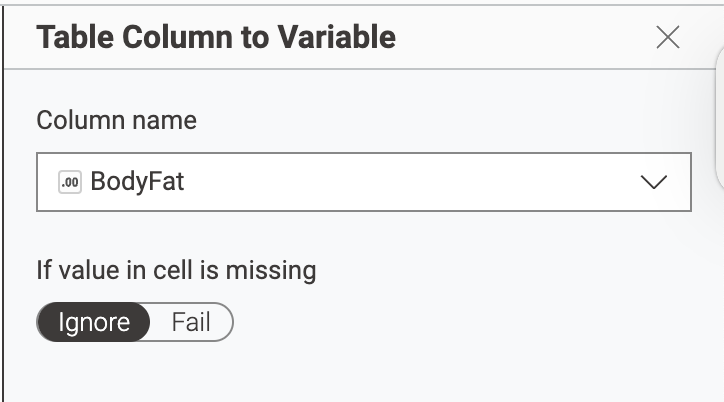 Table Column to Variable
Column name
.00 BodyFat
If value in cell is missing
Ignore Fail